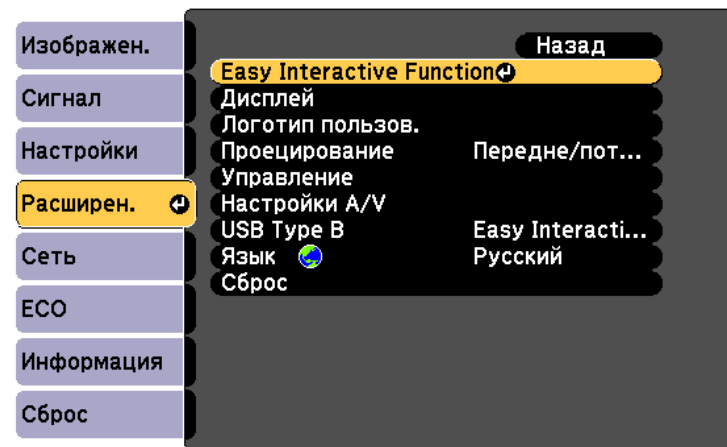 Изображен.
Сигнал
Настройки
Расширен.
Сеть
ECO
Информация
Сброс
Назад
Easy Interactive Function
Дисплей
Логотип пользов.
Проецирование Передне/пот...
Управление
Настройки A/V
USB Type B Easy Interacti...
Язык Русский
Сброс